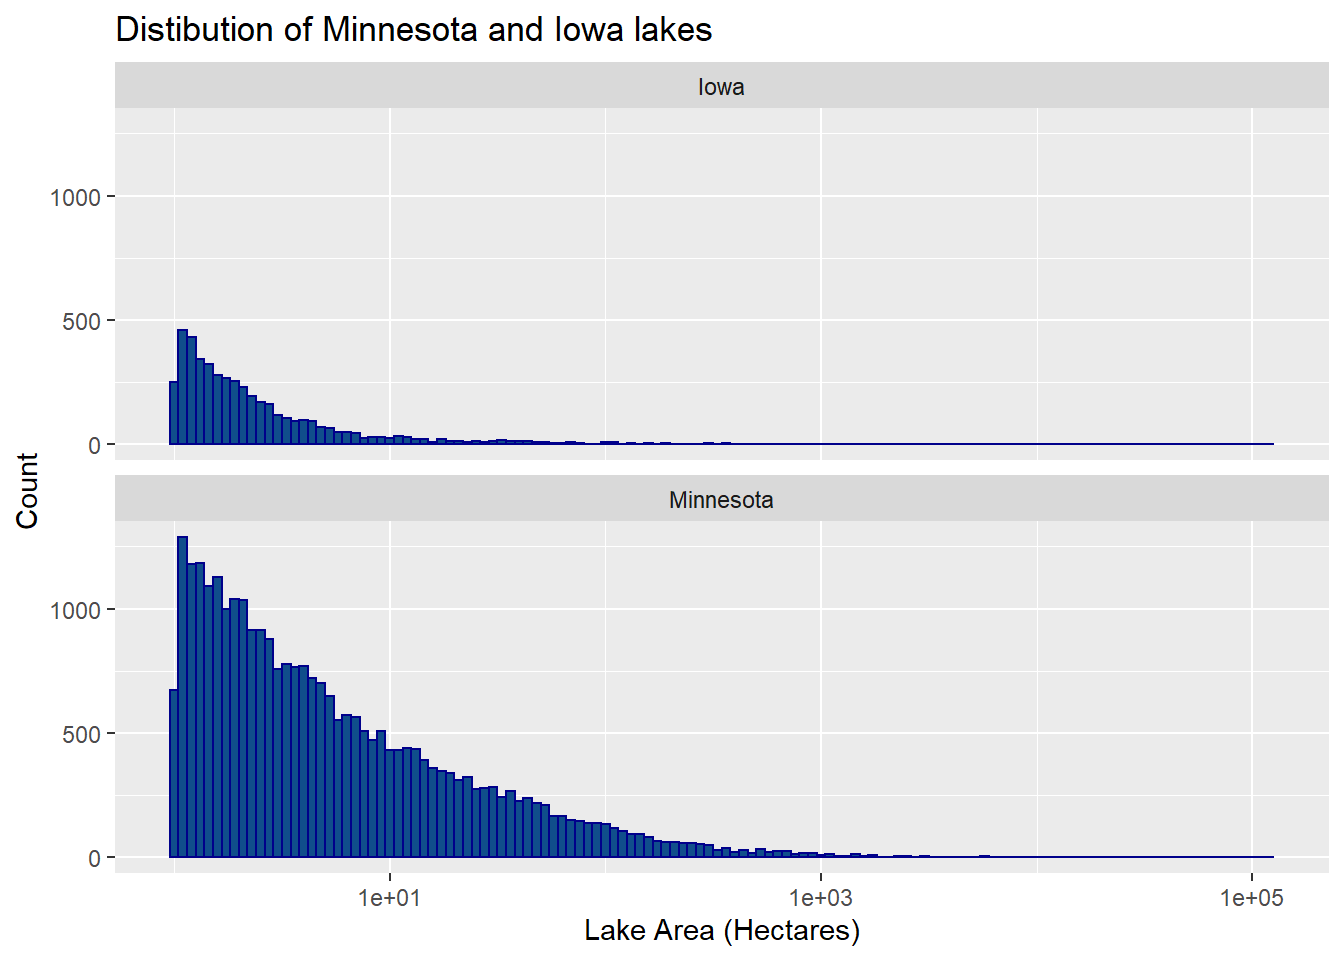 Distibution of Minnesota and Iowa lakes
Iowa
1000
500
0
Minnesota
1000
500
0
Count
1e+01 1e+03 1e+05
Lake Area (Hectares)